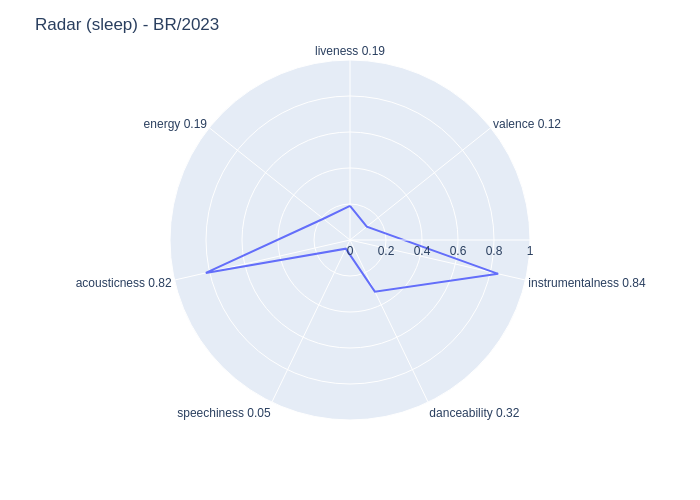 Radar (sleep) - BR/2023
liveness 0.19
energy 0.19
valence 0.12
0 0.2 0.4 0.6 0.8 1
acousticness 0.82
instrumentalness 0.84
speechiness 0.05
danceability 0.32